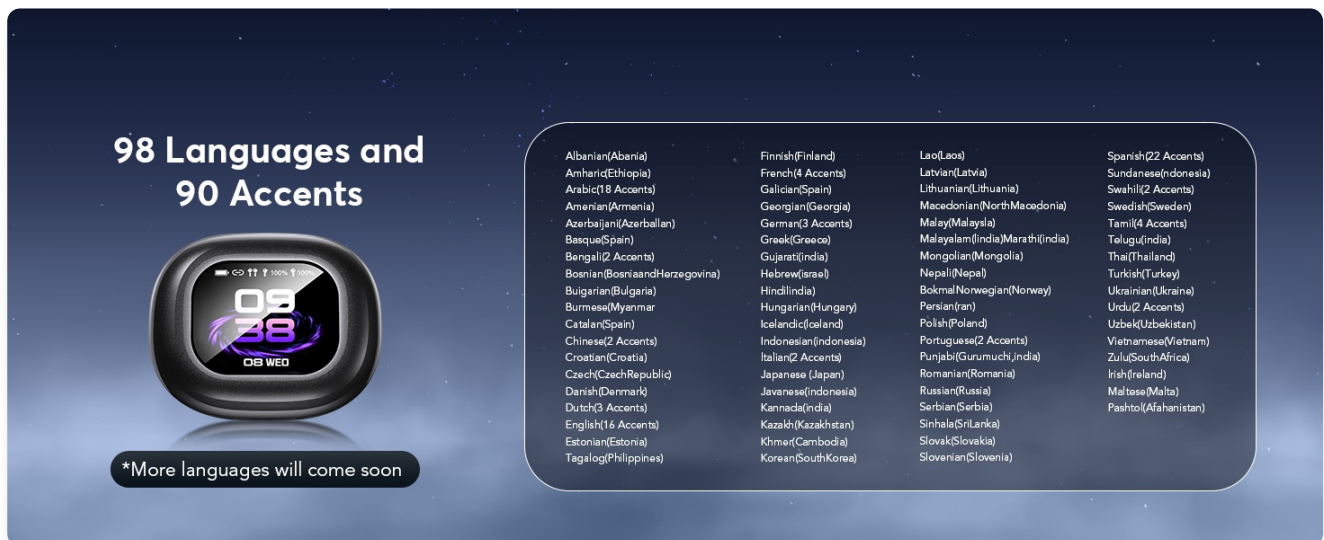 98 Languages and
90 Accents
100% 100%
09
38
08 WED
*More languages will come soon
Albanian(Abania)
Amharic(Ethiopia)
Arabic(18 Accents)
Amenian(Armenia)
Azerbaijani(Azerballan)
Basque(Spain)
Bengali(2 Accents)
Bosnian(BosniaandHerzegovina)
Buigarian(Bulgaria)
Burmese(Myanmar
Catalan(Spain)
Chinese(2 Accents)
Croatian(Croatia)
Czech(CzechRepublic)
Danish(Denmark)
Dutch(3 Accents)
English(16 Accents)
Estonian(Estonia)
Tagalog(Philippines)
Finnish(Finland)
French(4 Accents)
Galician(Spain)
Georgian(Georgia)
German(3 Accents)
Greek(Greece)
Gujarati(india)
Hebrew(israel)
Hindilindia)
Hungarian(Hungary)
Icelandic(Iceland)
Indonesian(indonesia)
Italian(2 Accents)
Japanese (Japan)
Javanese(indonesia)
Kannada(india)
Kazakh(Kazakhstan)
Khmer(Cambodia)
Korean(SouthKorea)
Lao(Laos)
Latvian(Latvia)
Lithuanian(Lithuania)
Macedonian(NorthMacedonia)
Malay(Malaysla)
Malayalam(Iindia)Marathi(india)
Mongolian(Mongolia)
Nepali(Nepal)
BokmalNorwegian(Norway)
Persian(ran)
Polish(Poland)
Portuguese(2 Accents)
Punjabi(Gurumuchi,india)
Romanian(Romania)
Russian(Russia)
Serbian(Serbia)
Sinhala(SriLanka)
Slovak(Slovakia)
Slovenian(Slovenia)
Spanish(22 Accents)
Sundanese(ndonesia)
Swahili(2 Accents)
Swedish(Sweden)
Tamil(4 Accents)
Telugu(india)
Thai(Thailand)
Turkish(Turkey)
Ukrainian(Ukraine)
Urdu(2 Accents)
Uzbek(Uzbekistan)
Vietnamese(Vietnam)
Zulu(SouthAfrica)
Irish(Ireland)
Maltese(Malta)
Pashtol(Afahanistan)